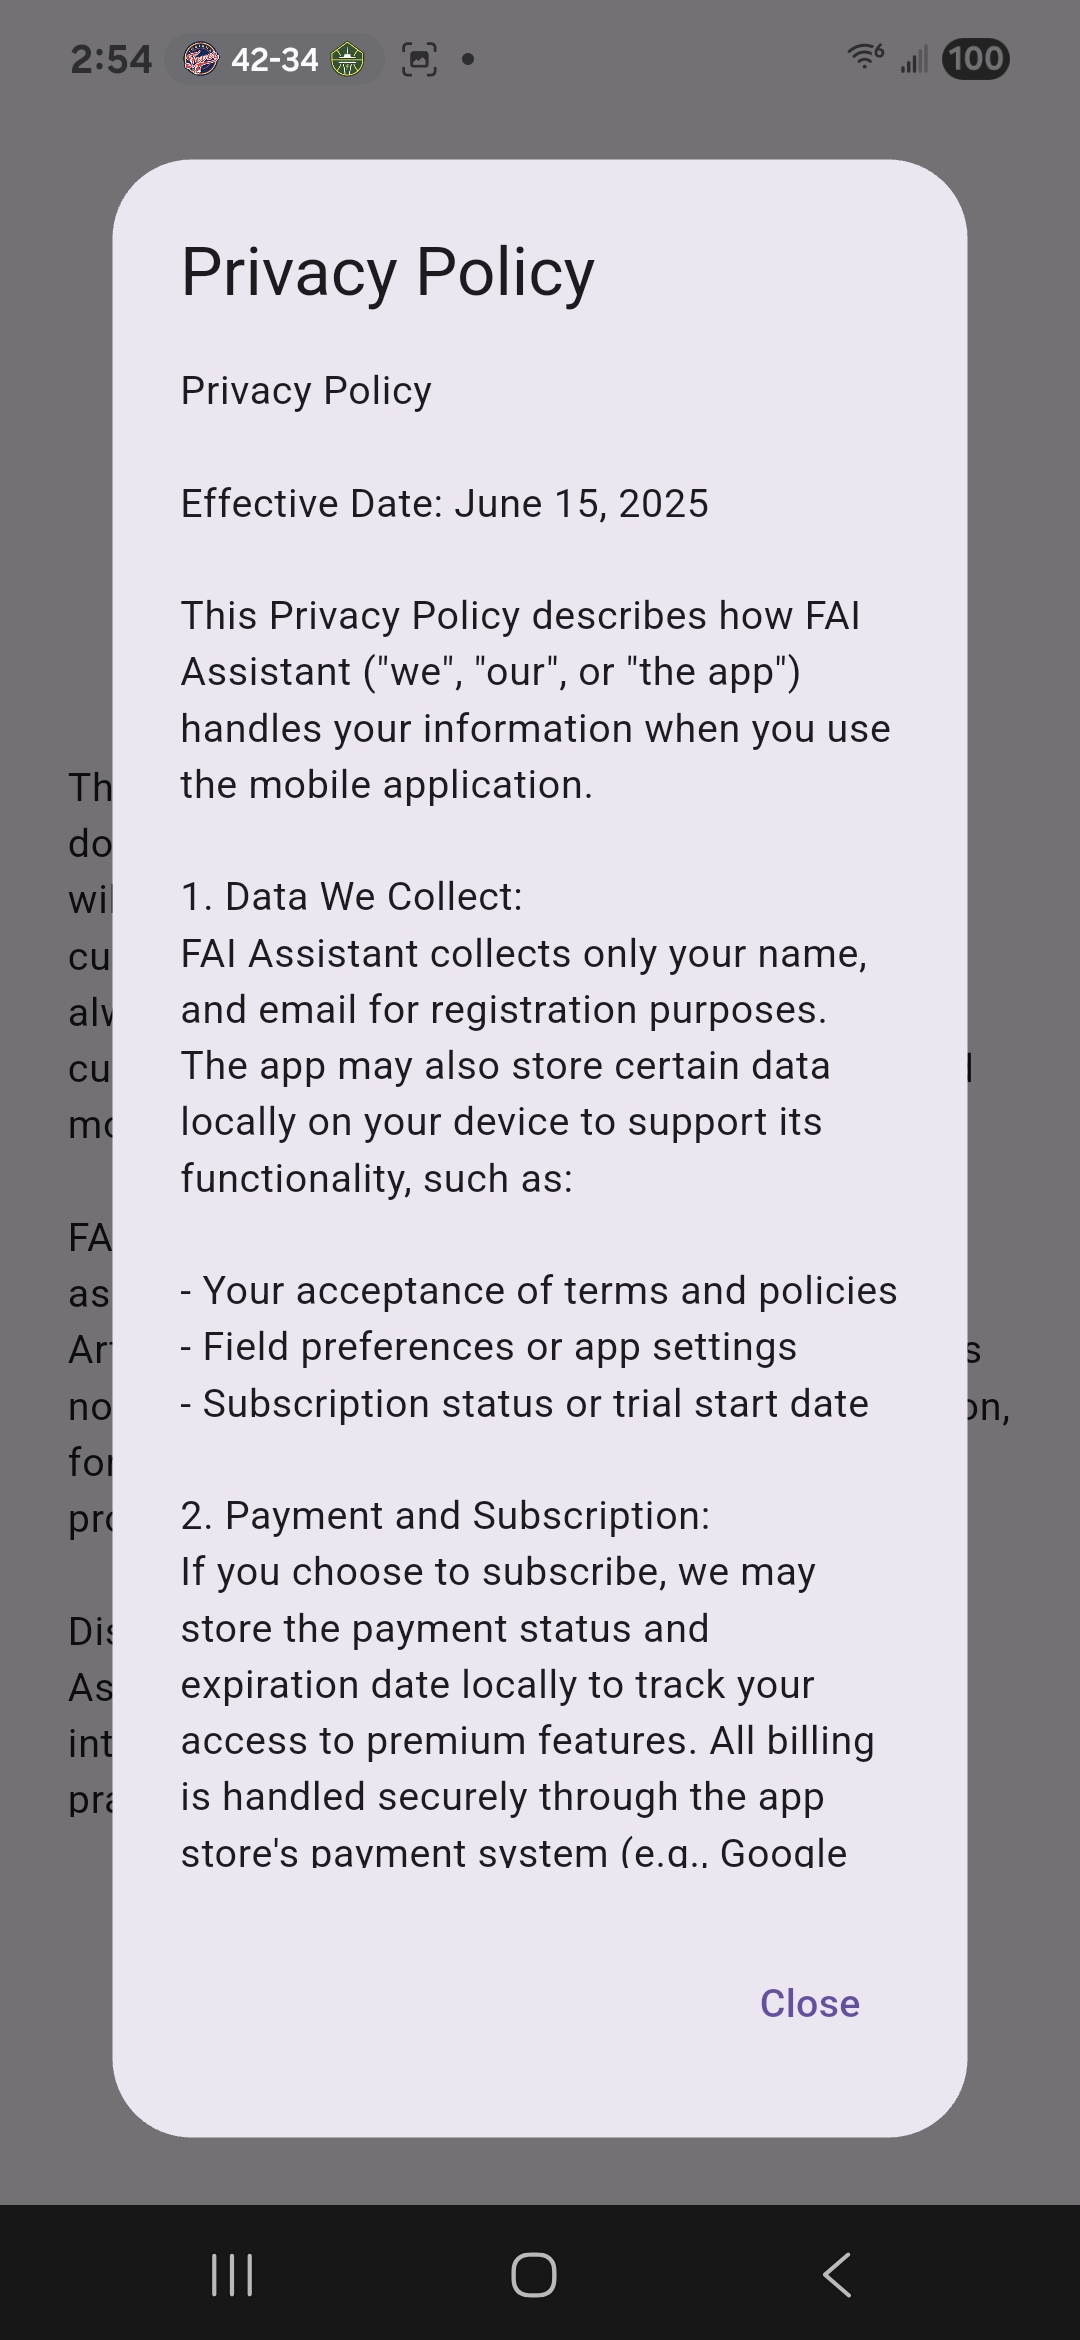 2:54 42-34 6 100
Privacy Policy
Privacy Policy
Effective Date: June 15, 2025
This Privacy Policy describes how FAI
Assistant ("we", "our", or "the app")
handles your information when you use
the mobile application.
1. Data We Collect:
FAI Assistant collects only your name,
and email for registration purposes.
The app may also store certain data
locally on your device to support its
functionality, such as:
- Your acceptance of terms and policies
- Field preferences or app settings
- Subscription status or trial start date
2. Payment and Subscription:
If you choose to subscribe, we may
store the payment status and
expiration date locally to track your
access to premium features. All billing
is handled securely through the app
store's payment system (e.g., Google
Close